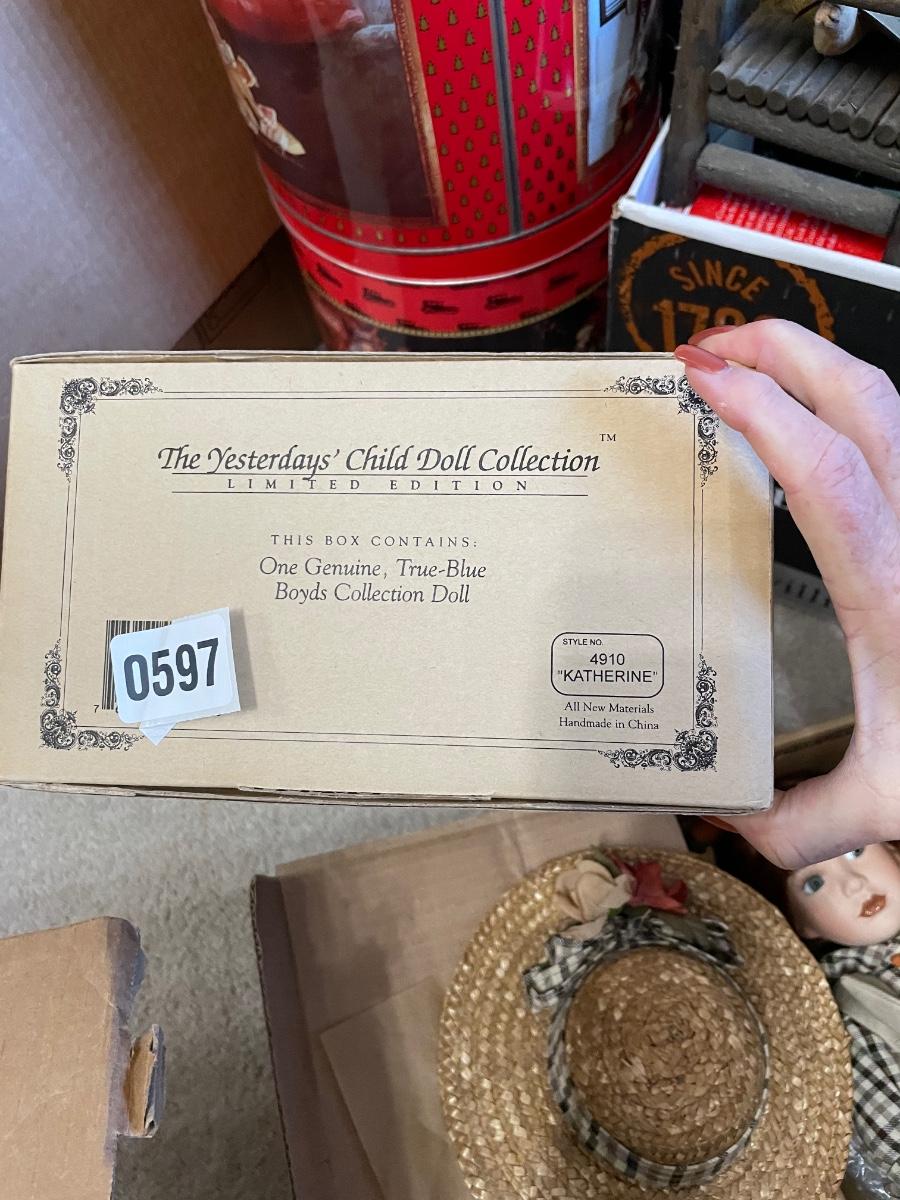 SINCE
The Yesterdays' Child Doll Collection ™
LIMITED EDITION
THIS BOX CONTAINS:
One Genuine, True-Blue
Boyds Collection Doll
0597
7
STYLE NO.
4910
"KATHERINE"
All New Materials
Handmade in China